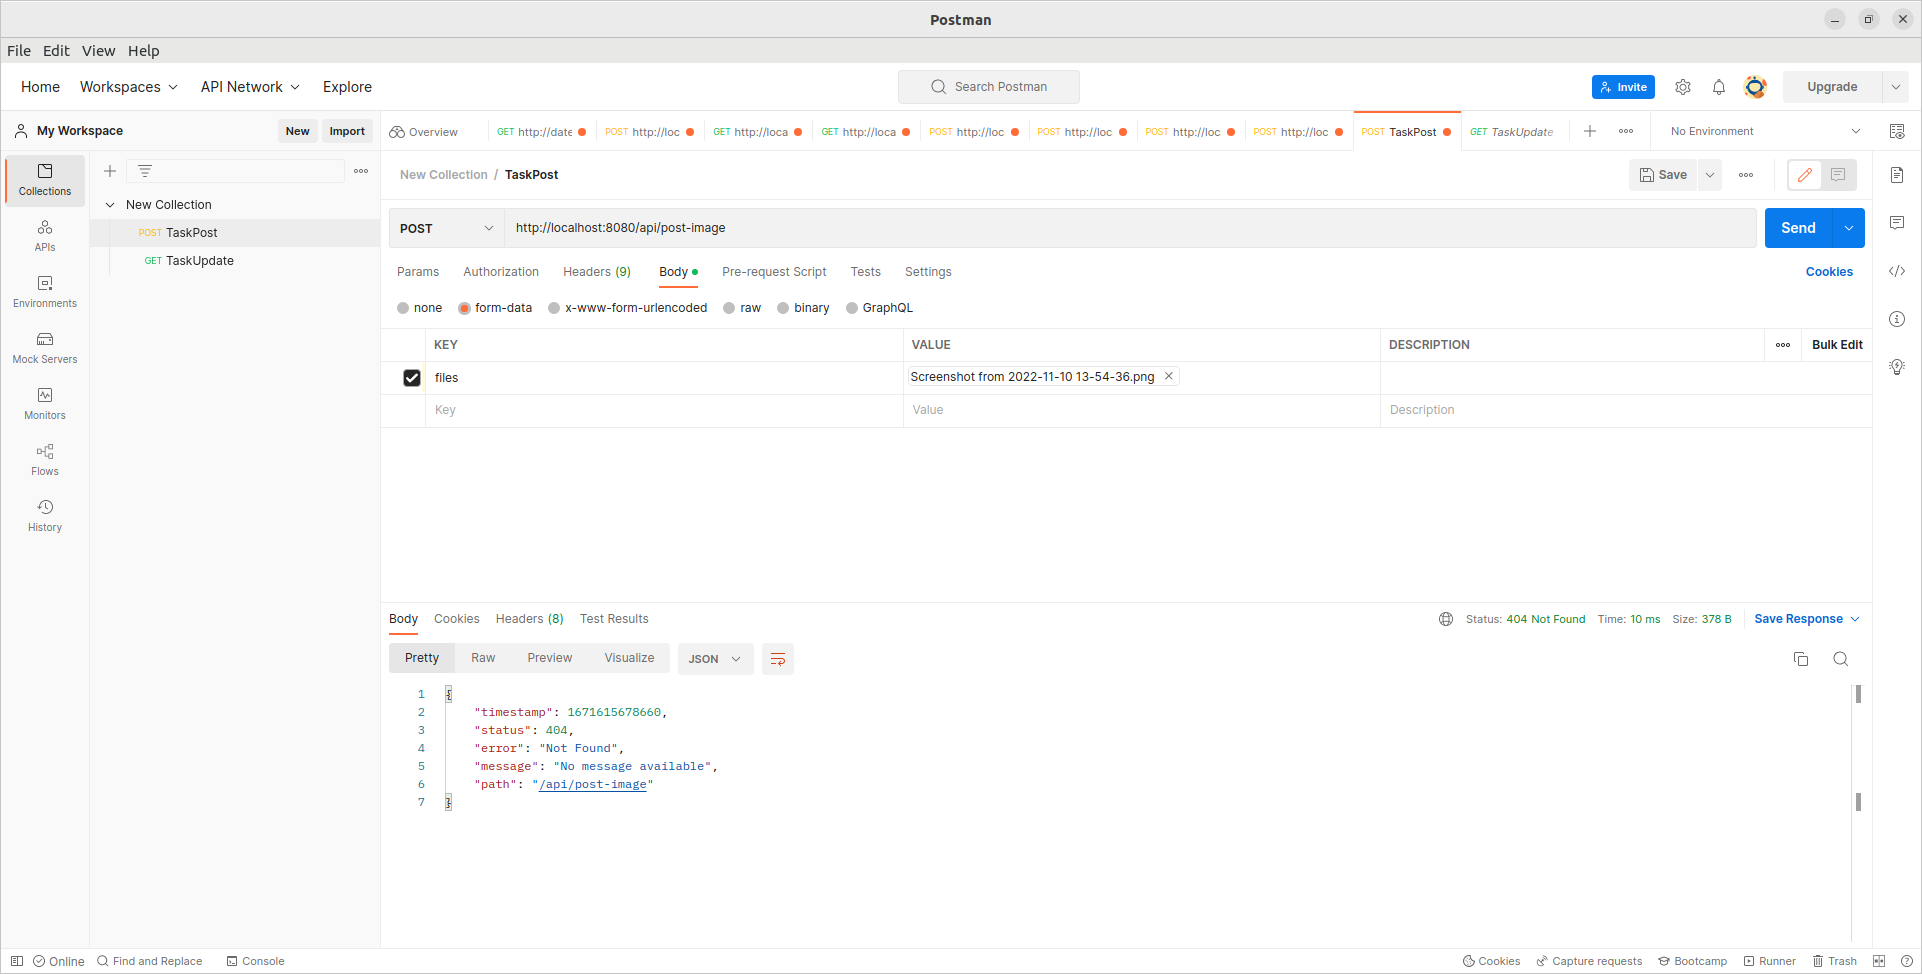 Postman
File Edit View Help
Home Workspaces API Network Explore Search Postman Invite Upgrade
My Workspace New Import Overview GET http://date POST http://loc GET http://loca GET http://loca POST http://loc POST http://loc POST http://loc POST http://loc POST TaskPost GET TaskUpdate No Environment
Collections
APIs
Environments
Mock Servers
Monitors
Flows
History
New Collection
POST TaskPost
GET TaskUpdate
New Collection / TaskPost Save
POST http://localhost:8080/api/post-image Send
Params Authorization Headers (9) Body Pre-request Script Tests Settings Cookies
none form-data x-www-form-urlencoded raw binary GraphQL
KEY VALUE DESCRIPTION Bulk Edit
files Screenshot from 2022-11-10 13-54-36.png
Key Value Description
Body Cookies Headers (8) Test Results Status: 404 Not Found Time: 10 ms Size: 378 B Save Response
Pretty Raw Preview Visualize JSON
1 {
2 "timestamp": 1671615678660,
3 "status": 404,
4 "error": "Not Found",
5 "message": "No message available",
6 "path": "/api/post-image"
7 }
Online Find and Replace Console Cookies Capture requests Bootcamp Runner Trash